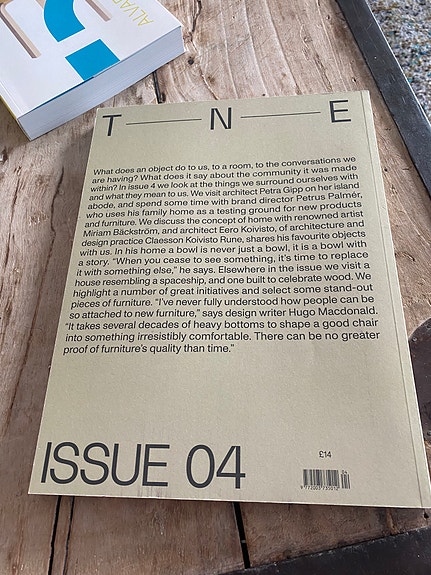 ALVAR
T — N — E
What does an object do to us, to a room, to the conversations we
are having? What does it say about the community it was made
within? In issue 4 we look at the things we surround ourselves with
and what they mean to us. We visit architect Petra Gipp on her island
abode, and spend some time with brand director Petrus Palmér,
who uses his family home as a testing ground for new products
and furniture. We discuss the concept of home with renowned artist
Miriam Bäckström, and architect Eero Koivisto, of architecture and
design practice Claesson Koivisto Rune, shares his favourite objects
with us. In his home a bowl is never just a bowl, it is a bowl with
a story. “When you cease to see something, it’s time to replace
it with something else,” he says. Elsewhere in the issue we visit a
house resembling a spaceship, and one built to celebrate wood. We
highlight a number of great initiatives and select some stand-out
pieces of furniture. “I’ve never fully understood how people can be
so attached to new furniture,” says design writer Hugo Macdonald.
“It takes several decades of heavy bottoms to shape a good chair
into something irresistibly comfortable. There can be no greater
proof of furniture’s quality than time.”
ISSUE 04
£14
04